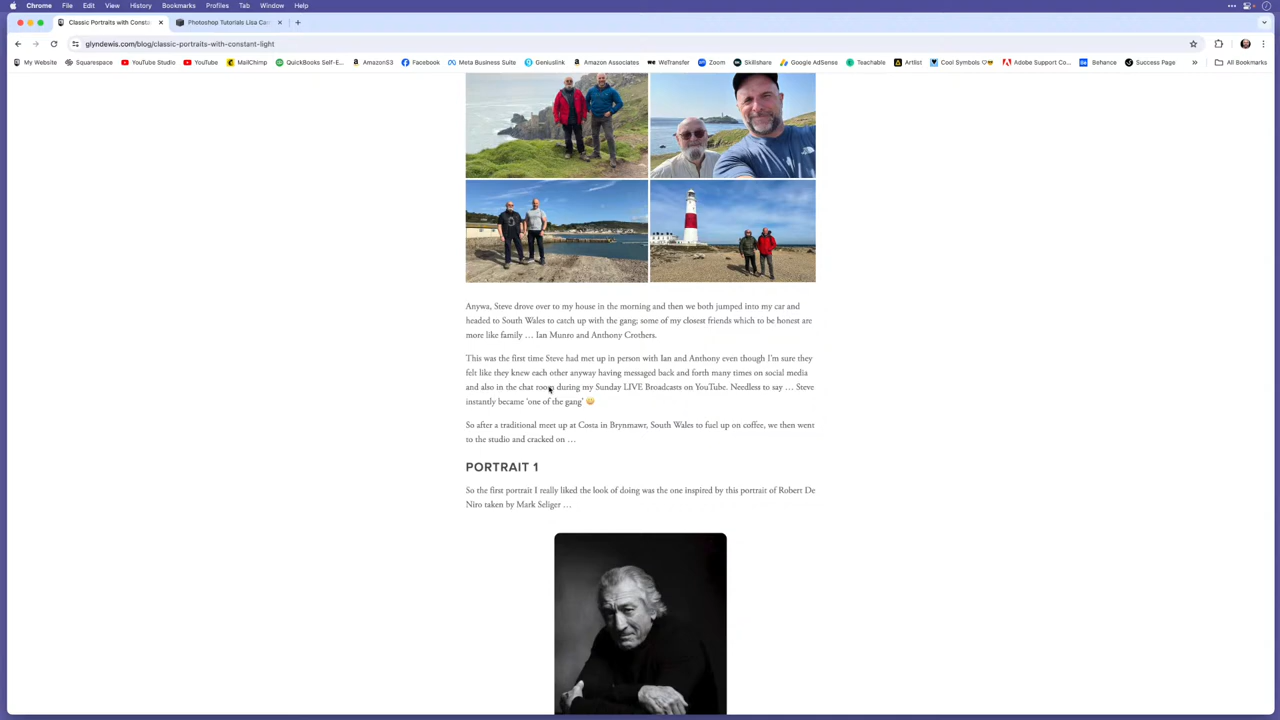 Chrome File Edit View History Bookmarks Profiles Tab Window Help
Classic Portraits with Consta Photoshop Tutorials Lisa Car
glyndewis.com/blog/classic-portraits-with-constant-light
My Website Squarespace YouTube Studio YouTube MailChimp QuickBooks Self-E... AmazonS3 Facebook Meta Business Suite Geniuslink Amazon Associates WeTransfer Zoom Skillshare Google AdSense Teachable Artlist Cool Symbols Adobe Support Co... Behance Success Page All Bookmarks
Anywa, Steve drove over to my house in the morning and then we both jumped into my car and
headed to South Wales to catch up with the gang; some of my closest friends which to be honest are
more like family … Ian Munro and Anthony Crothers.
This was the first time Steve had met up in person with Ian and Anthony even though I'm sure they
felt like they knew each other anyway having messaged back and forth many times on social media
and also in the chat room during my Sunday LIVE Broadcasts on YouTube. Needless to say … Steve
instantly became 'one of the gang' 😀
So after a traditional meet up at Costa in Brynmawr, South Wales to fuel up on coffee, we then went
to the studio and cracked on …
PORTRAIT 1
So the first portrait I really liked the look of doing was the one inspired by this portrait of Robert De
Niro taken by Mark Seliger …